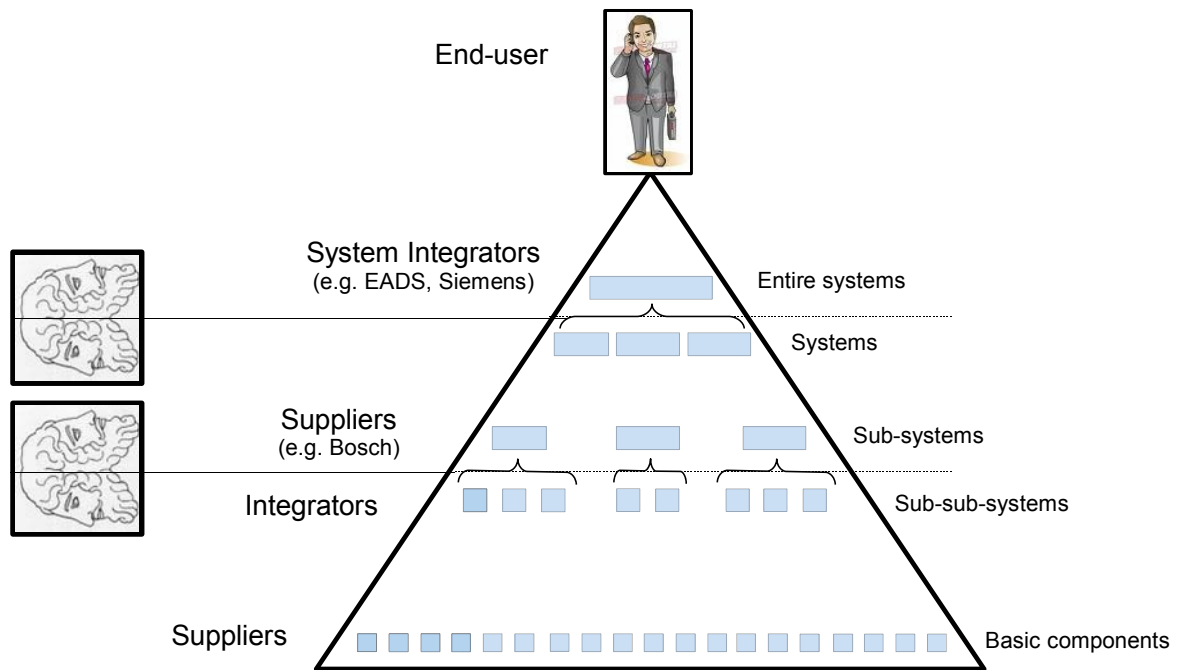 End-user
System Integrators
(e.g. EADS, Siemens)
Entire systems
Systems
Suppliers
(e.g. Bosch)
Sub-systems
Integrators
Sub-sub-systems
Suppliers
Basic components